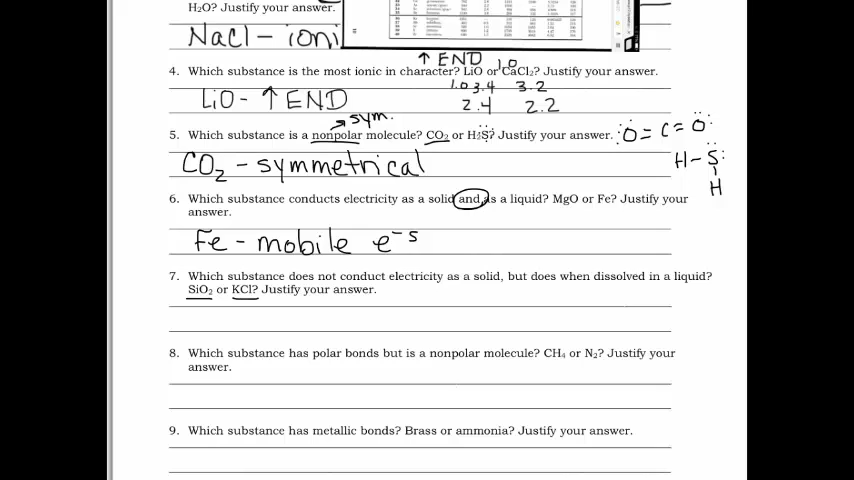 H₂O? Justify your answer.
NaCl - ioni
↑ END 1.0
4. Which substance is the most ionic in character? LiO or CaCl₂? Justify your answer.
1.0 3.4 3.2
LiO - ↑ END 2.4 2.2
→ sym.
5. Which substance is a nonpolar molecule? CO₂ or H₂S? Justify your answer. :Ö = C = Ö:
CO₂ - symmetrical H - S:
H
6. Which substance conducts electricity as a solid and as a liquid? MgO or Fe? Justify your
answer.
Fe - mobile e⁻s
7. Which substance does not conduct electricity as a solid, but does when dissolved in a liquid?
SiO₂ or KCl? Justify your answer.
8. Which substance has polar bonds but is a nonpolar molecule? CH₄ or N₂? Justify your
answer.
9. Which substance has metallic bonds? Brass or ammonia? Justify your answer.